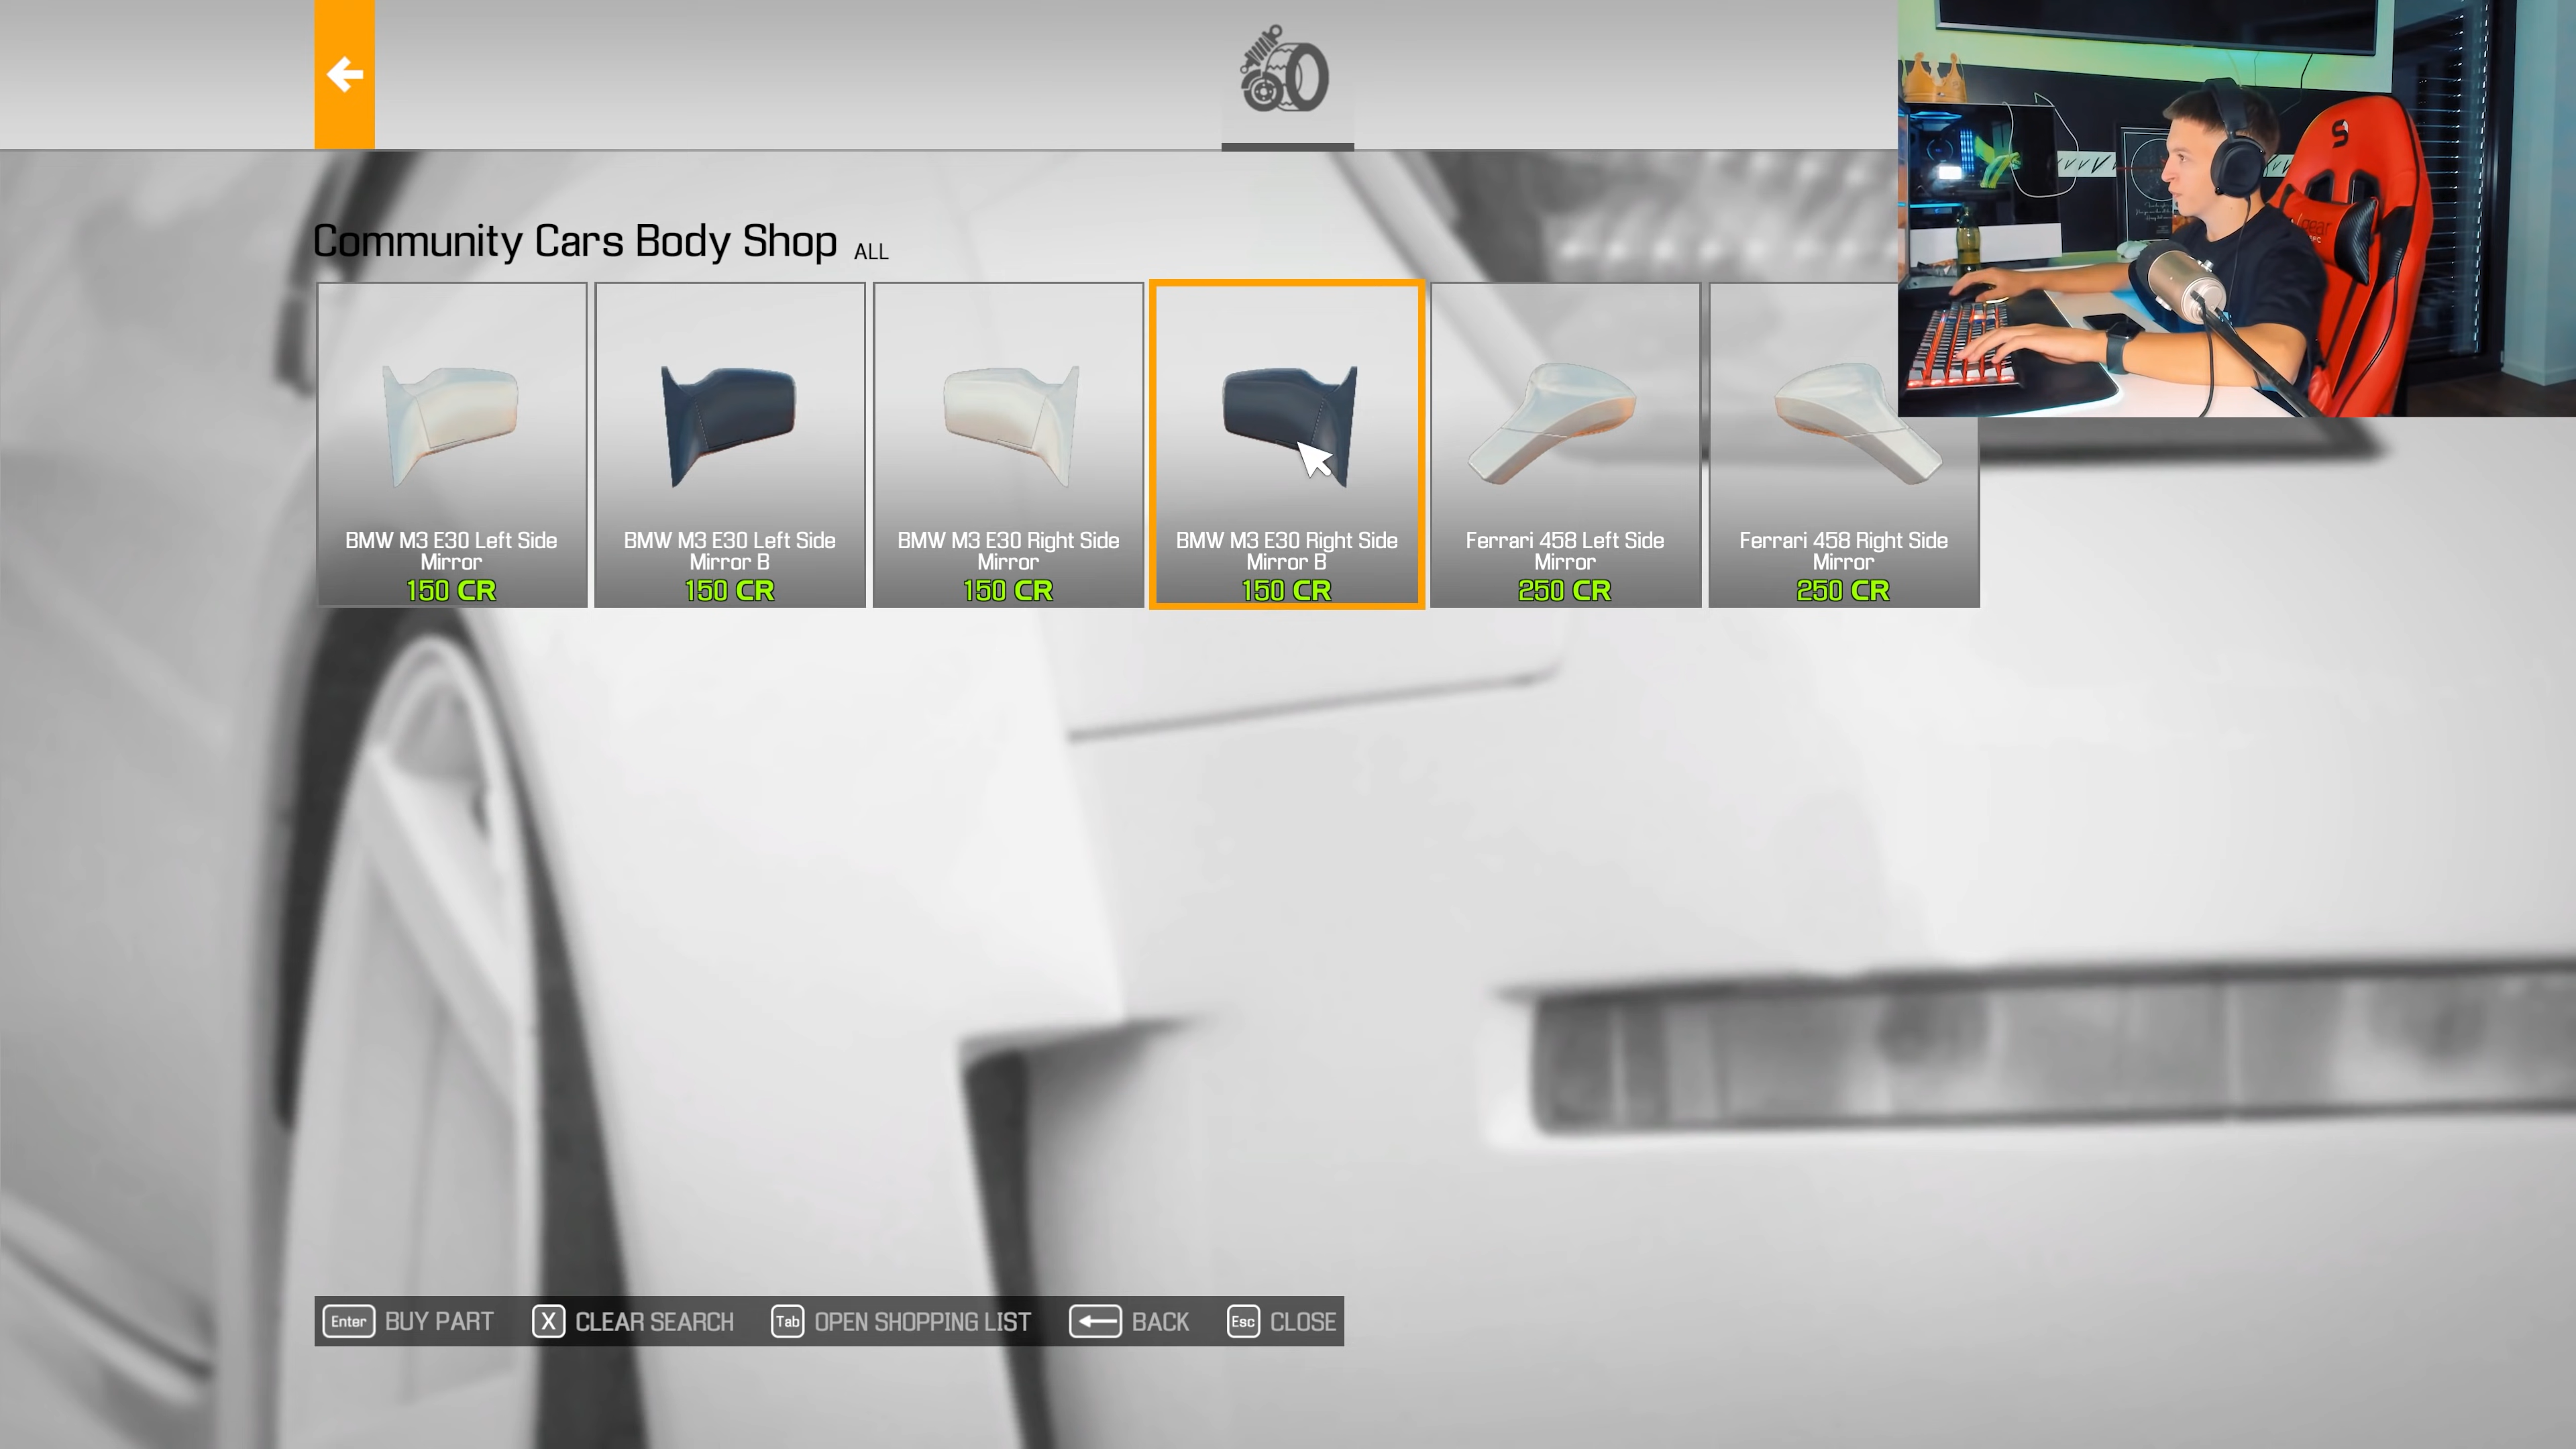 Community Cars Body Shop ALL
BMW M3 E30 Left Side
Mirror
150 CR
BMW M3 E30 Left Side
Mirror B
150 CR
BMW M3 E30 Right Side
Mirror
150 CR
BMW M3 E30 Right Side
Mirror B
150 CR
Ferrari 458 Left Side
Mirror
250 CR
Ferrari 458 Right Side
Mirror
250 CR
Enter BUY PART X CLEAR SEARCH Tab OPEN SHOPPING LIST BACK Esc CLOSE